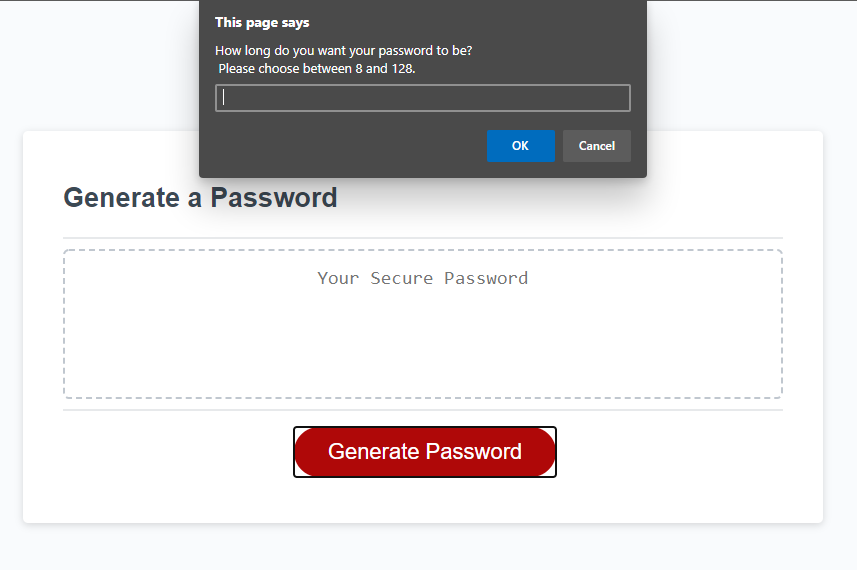 This page says
How long do you want your password to be?
Please choose between 8 and 128.
OK Cancel
Generate a Password
Your Secure Password
Generate Password